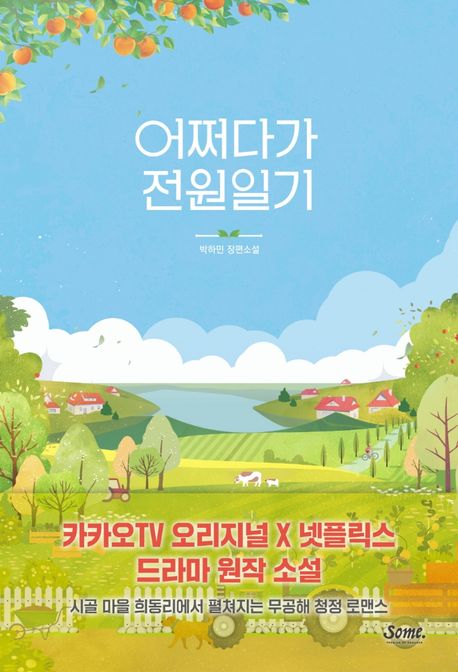 어쩌다가
전원일기
박하민 장편소설
카카오TV 오리지널 X 넷플릭스
드라마 원작 소설
시골 마을 희동리에서 펼쳐지는 무공해 청정 로맨스
Some.